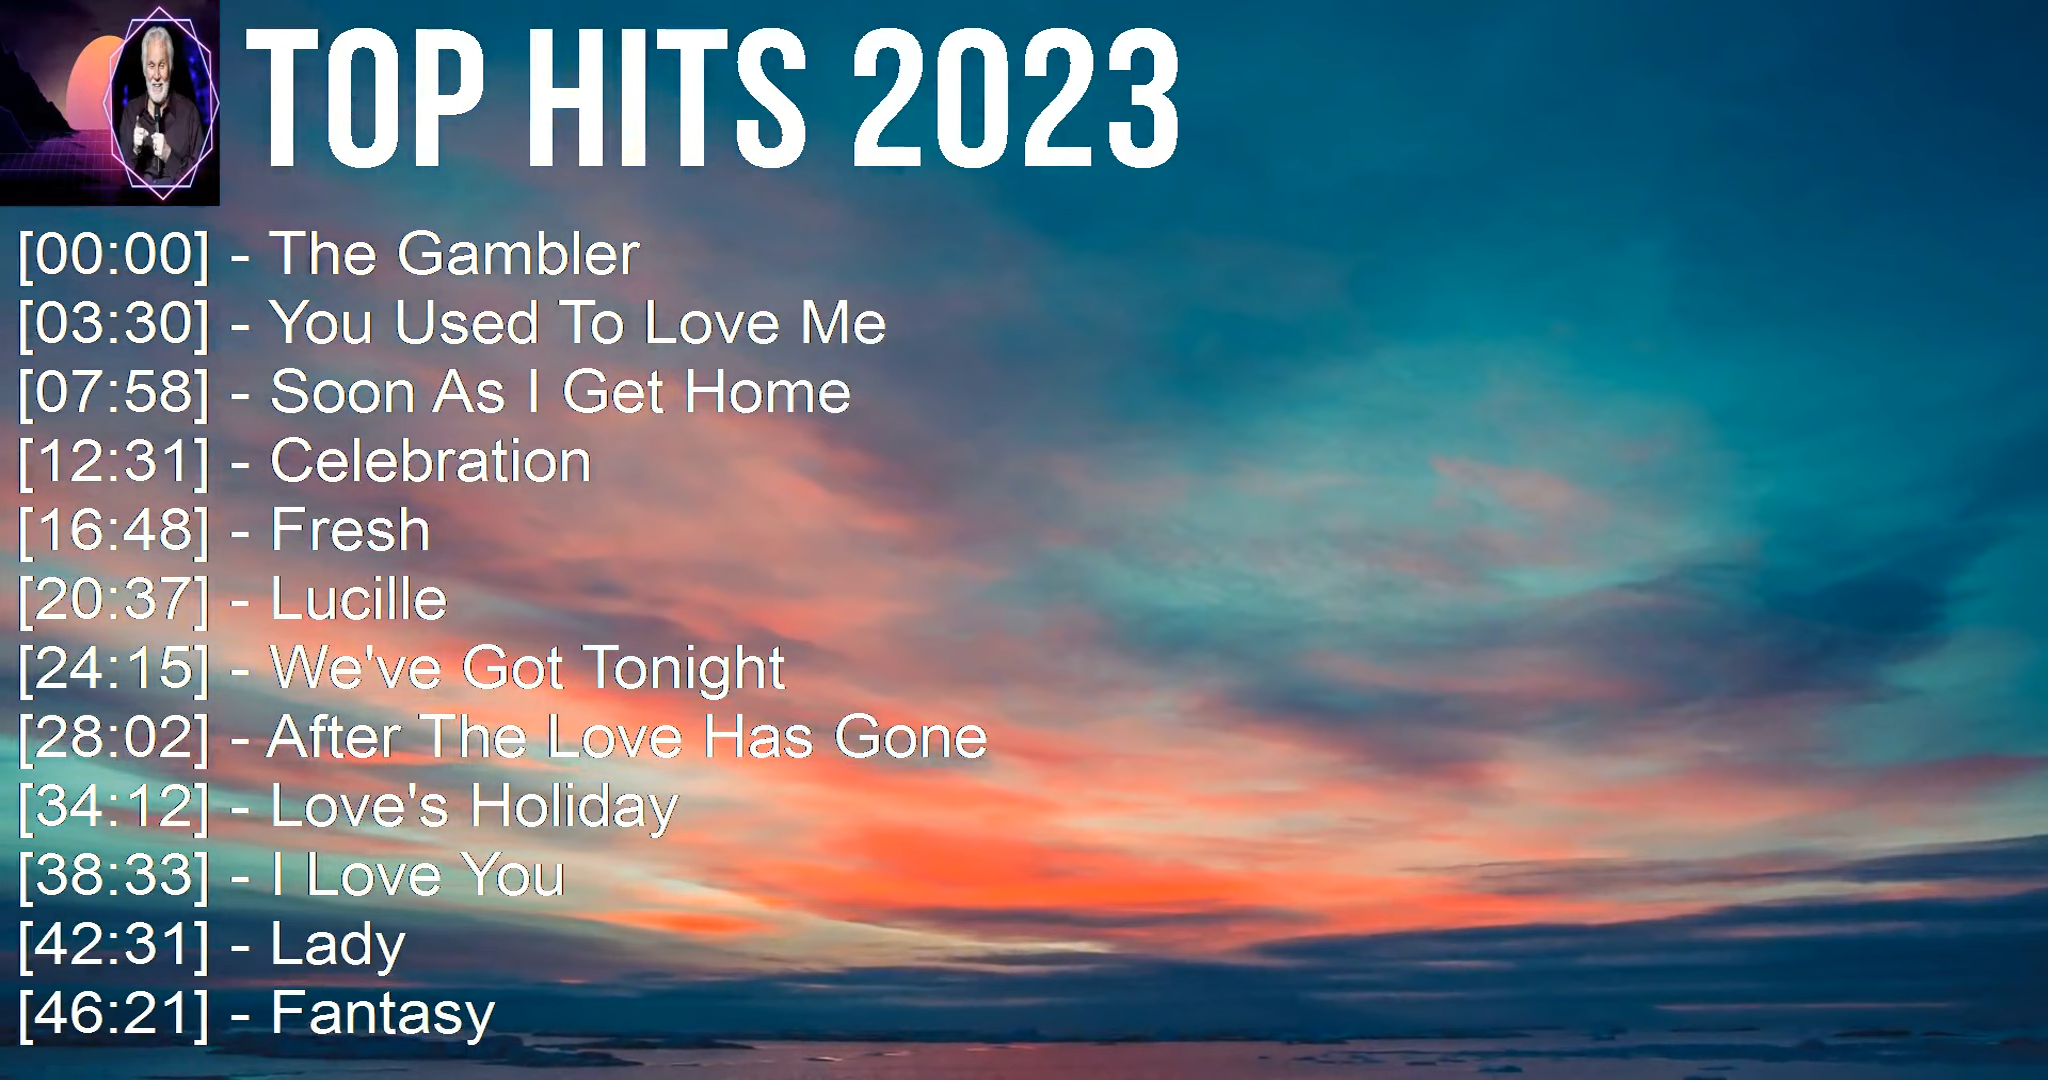 TOP HITS 2023
[00:00] - The Gambler
[03:30] - You Used To Love Me
[07:58] - Soon As I Get Home
[12:31] - Celebration
[16:48] - Fresh
[20:37] - Lucille
[24:15] - We've Got Tonight
[28:02] - After The Love Has Gone
[34:12] - Love's Holiday
[38:33] - I Love You
[42:31] - Lady
[46:21] - Fantasy